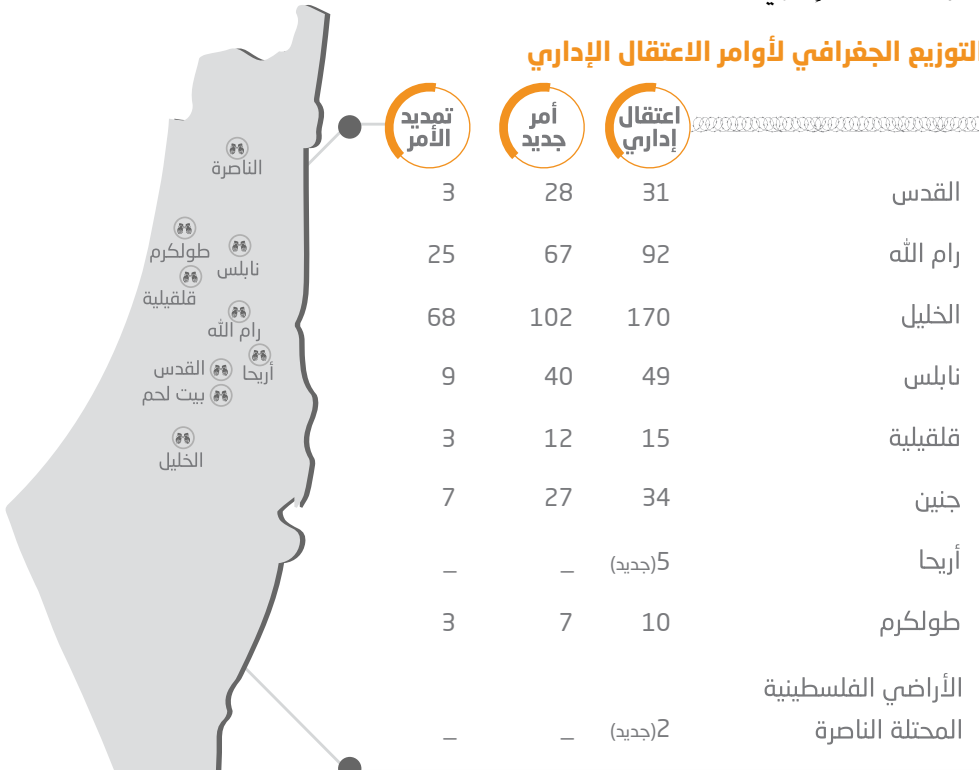 التوزيع الجغرافي لأوامر الاعتقال الإداري
اعتقال إداري
أمر جديد
تمديد الأمر
القدس 31 28 3
رام الله 92 67 25
الخليل 170 102 68
نابلس 49 40 9
قلقيلية 15 12 3
جنين 34 27 7
أريحا 5(جديد) _ _
طولكرم 10 7 3
الأراضي الفلسطينية
المحتلة الناصرة 2(جديد) _ _
الناصرة
طولكرم
نابلس
قلقيلية
رام الله
أريحا
القدس
بيت لحم
الخليل